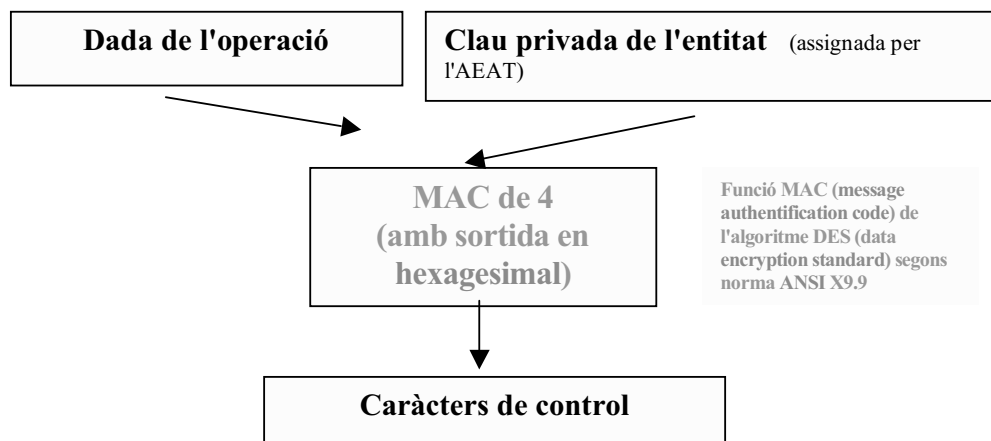 Dada de l'operació
Clau privada de l'entitat (assignada per
l'AEAT)
MAC de 4
(amb sortida en
hexagesimal)
Funció MAC (message
authentification code) de
l'algoritme DES (data
encryption standard) segons
norma ANSI X9.9
Caràcters de control